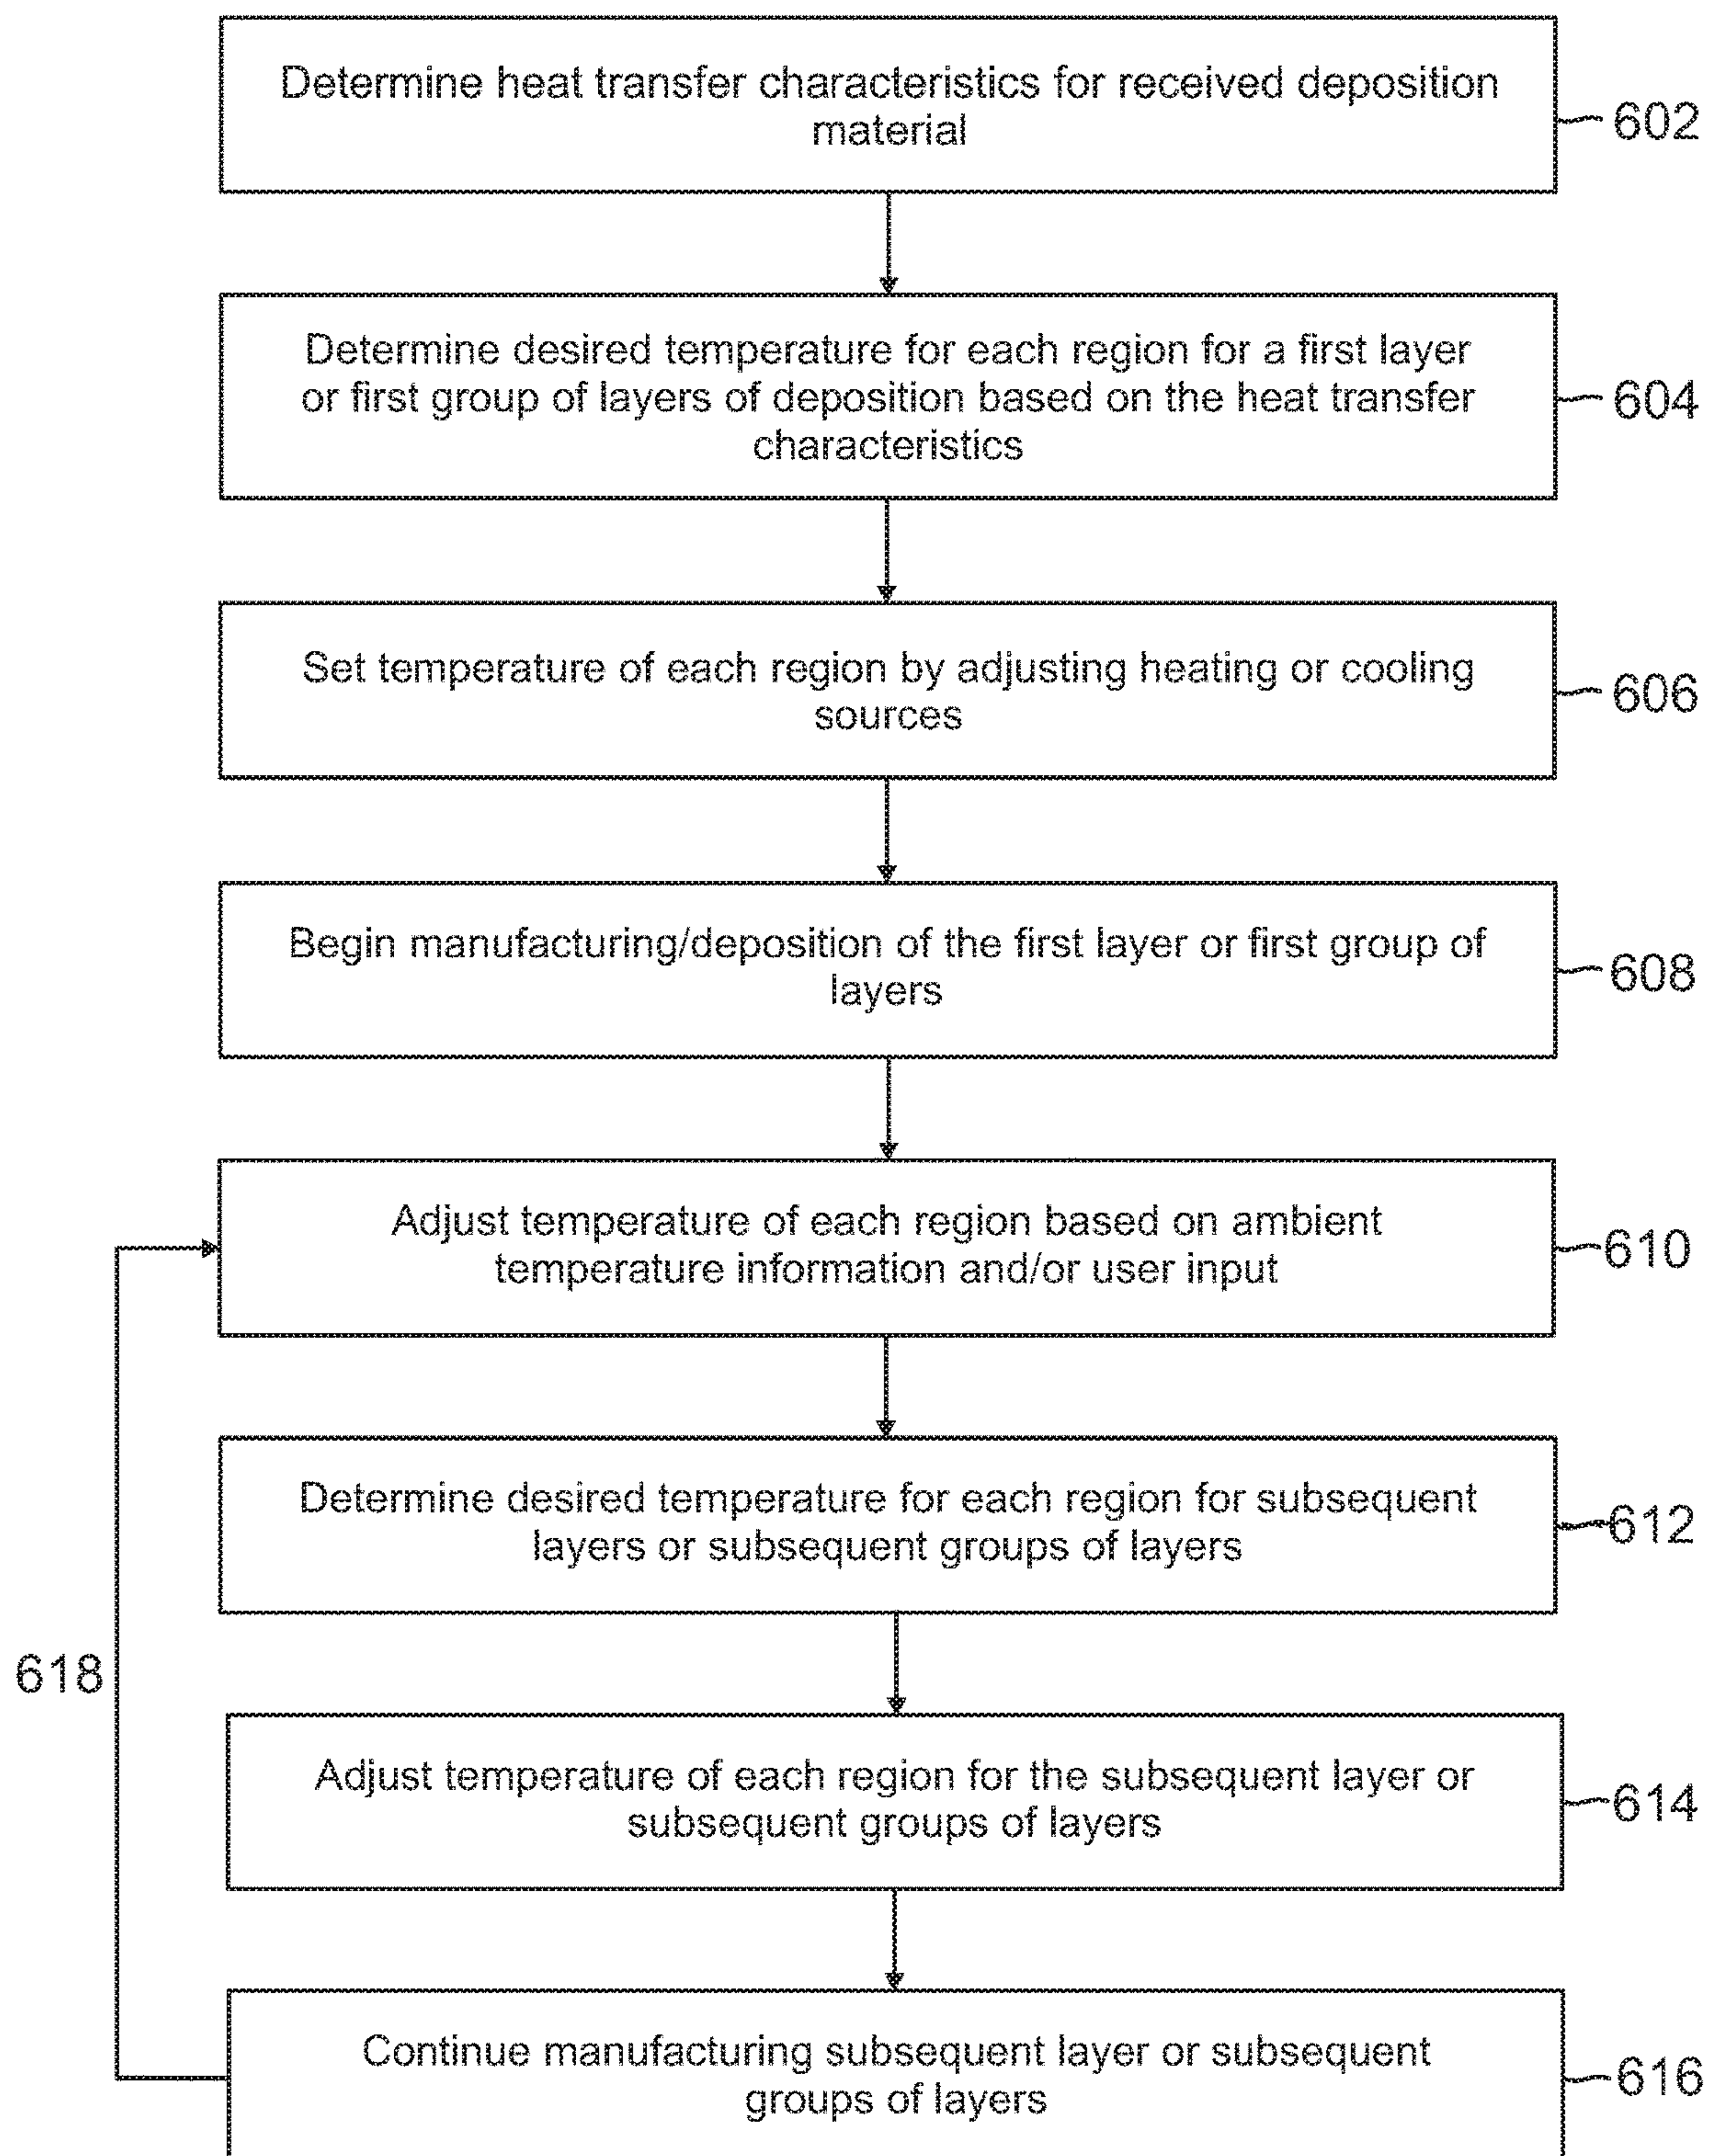 Determine heat transfer characteristics for received deposition
material
602
Determine desired temperature for each region for a first layer
or first group of layers of deposition based on the heat transfer
characteristics
604
Set temperature of each region by adjusting heating or cooling
sources
606
Begin manufacturing/deposition of the first layer or first group of
layers
608
Adjust temperature of each region based on ambient
temperature information and/or user input
610
Determine desired temperature for each region for subsequent
layers or subsequent groups of layers
612
618
Adjust temperature of each region for the subsequent layer or
subsequent groups of layers
614
Continue manufacturing subsequent layer or subsequent
groups of layers
616